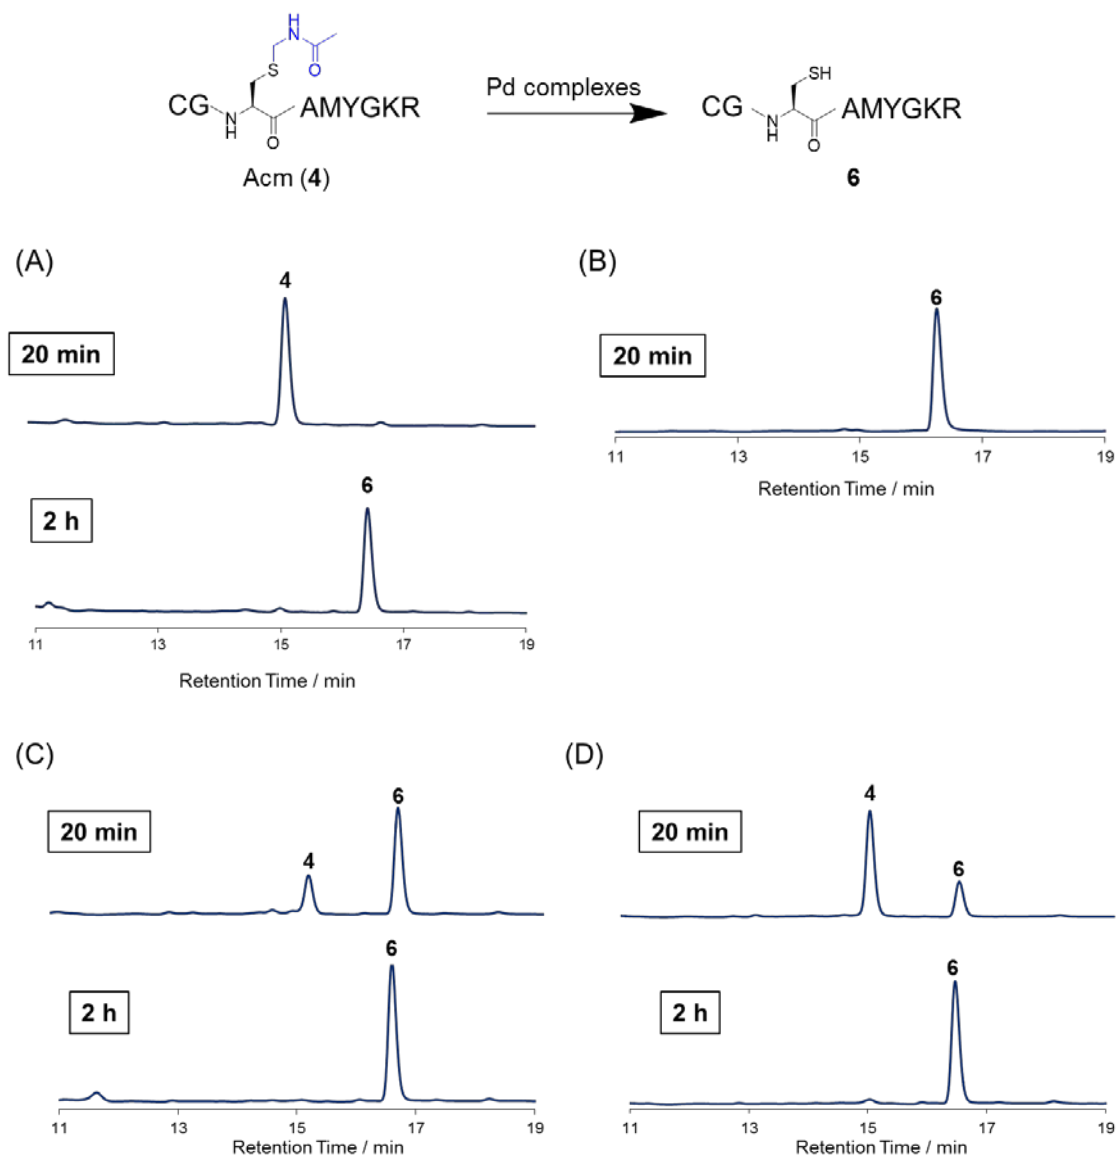 H
N
O
S
SH
Pd complexes
CG
N
H
O
AMYGKR
CG
N
H
O
AMYGKR
Acm (4)
6
(A)
(B)
4
6
20 min
20 min
11 13 15 17 19
Retention Time / min
6
2 h
11 13 15 17 19
Retention Time / min
(C)
(D)
6
4
20 min
4
20 min
6
6
6
2 h
2 h
11 13 15 17 19
Retention Time / min
11 13 15 17 19
Retention Time / min